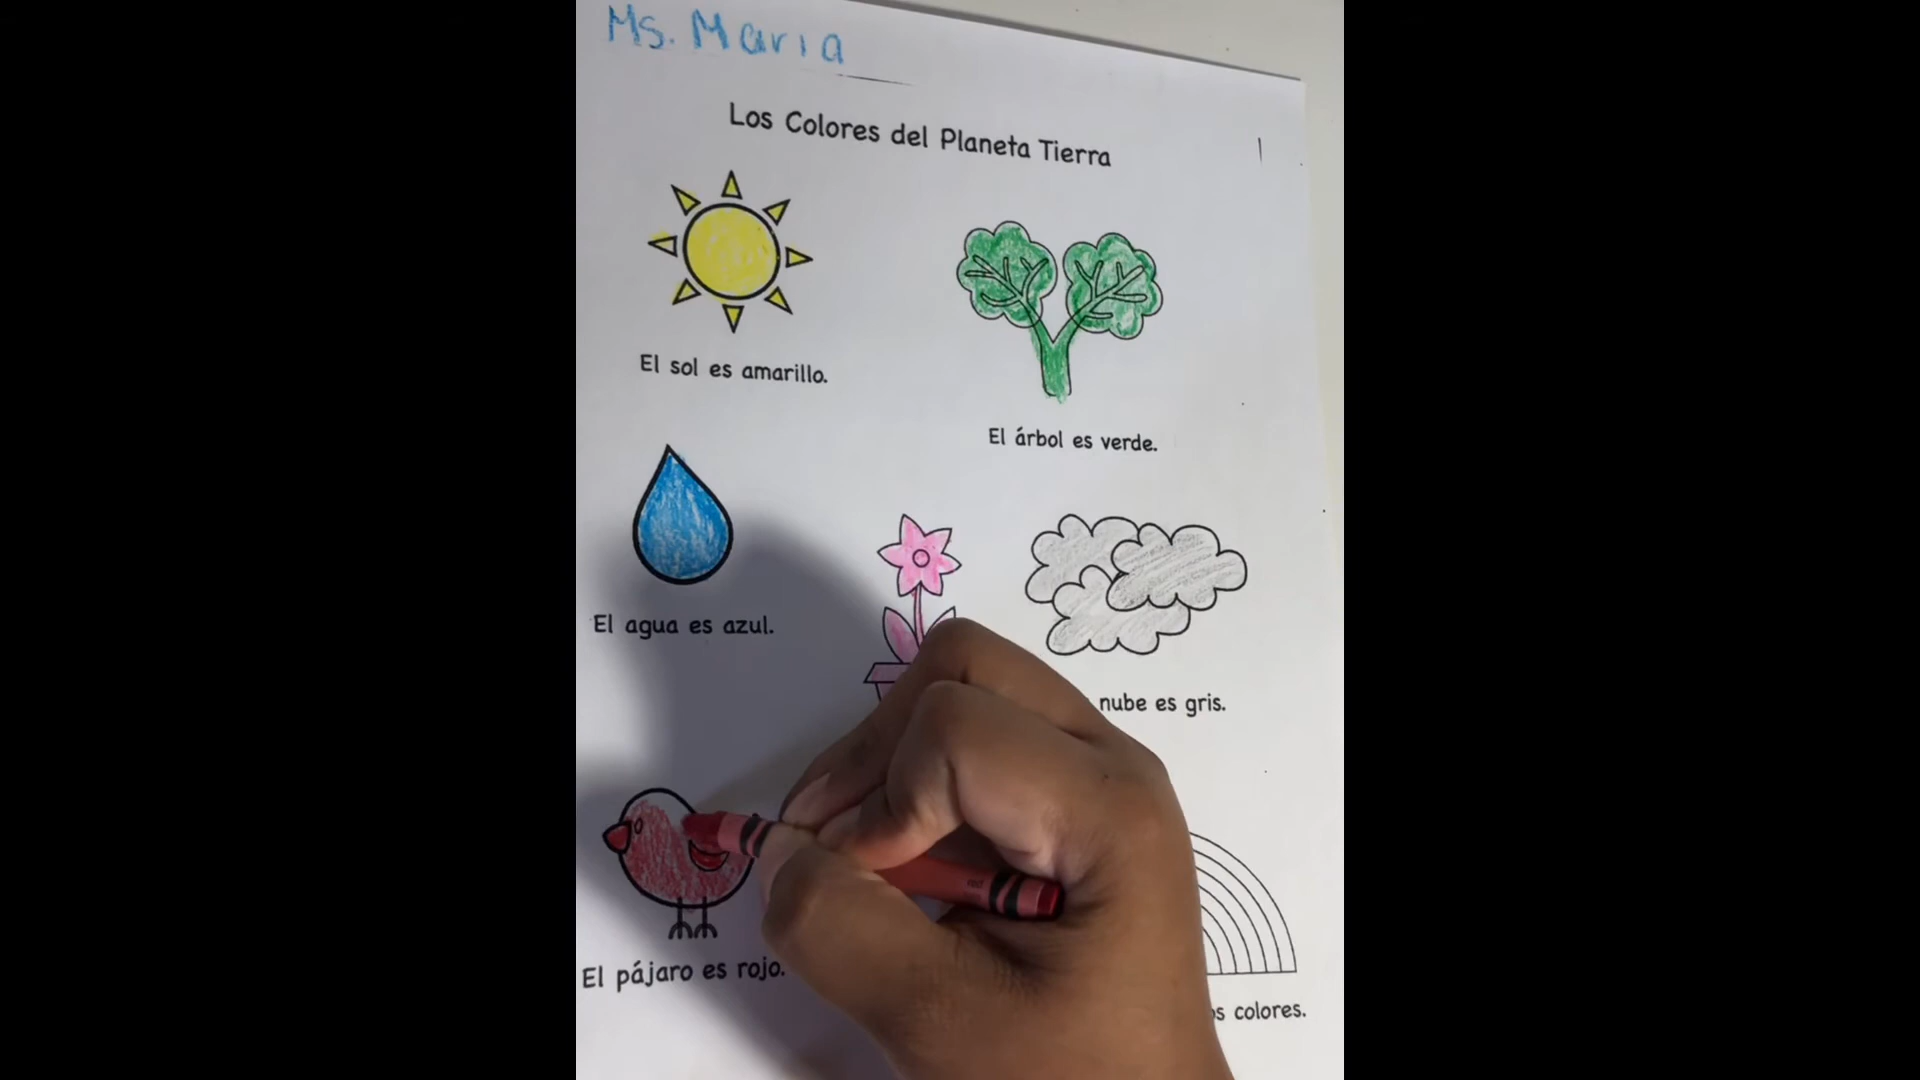 Ms. Maria
Los Colores del Planeta Tierra
El sol es amarillo.
El árbol es verde.
El agua es azul.
nube es gris.
El pájaro es rojo.
colores.
red